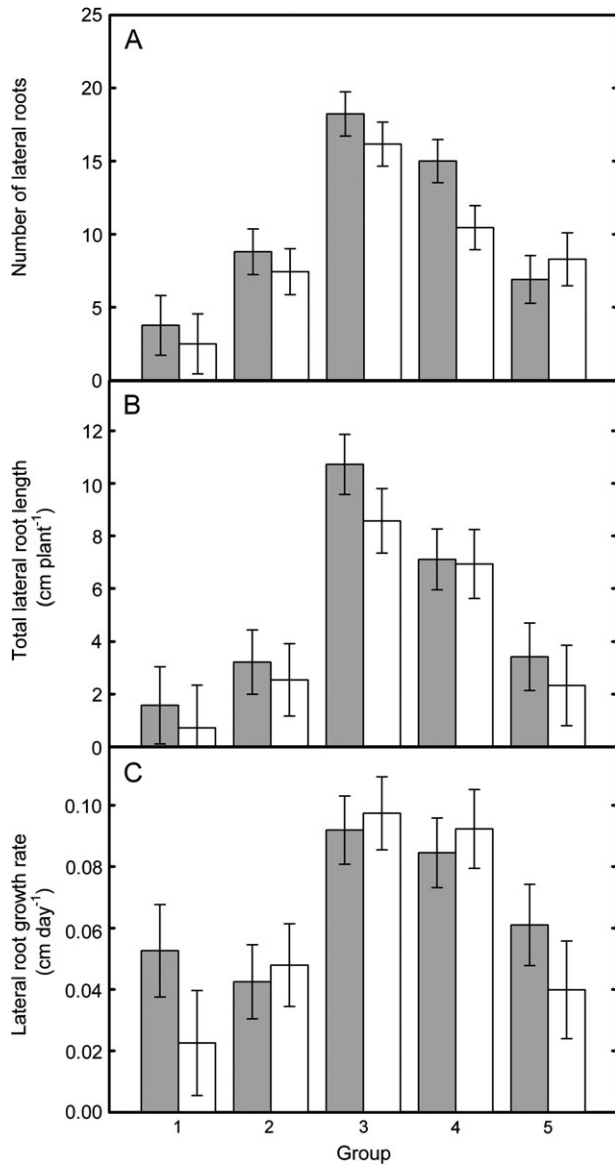 A
Number of lateral roots
25
20
15
10
5
0
B
Total lateral root length
(cm plant⁻¹)
12
10
8
6
4
2
0
C
Lateral root growth rate
(cm day⁻¹)
0.10
0.08
0.06
0.04
0.02
0.00
1 2 3 4 5
Group